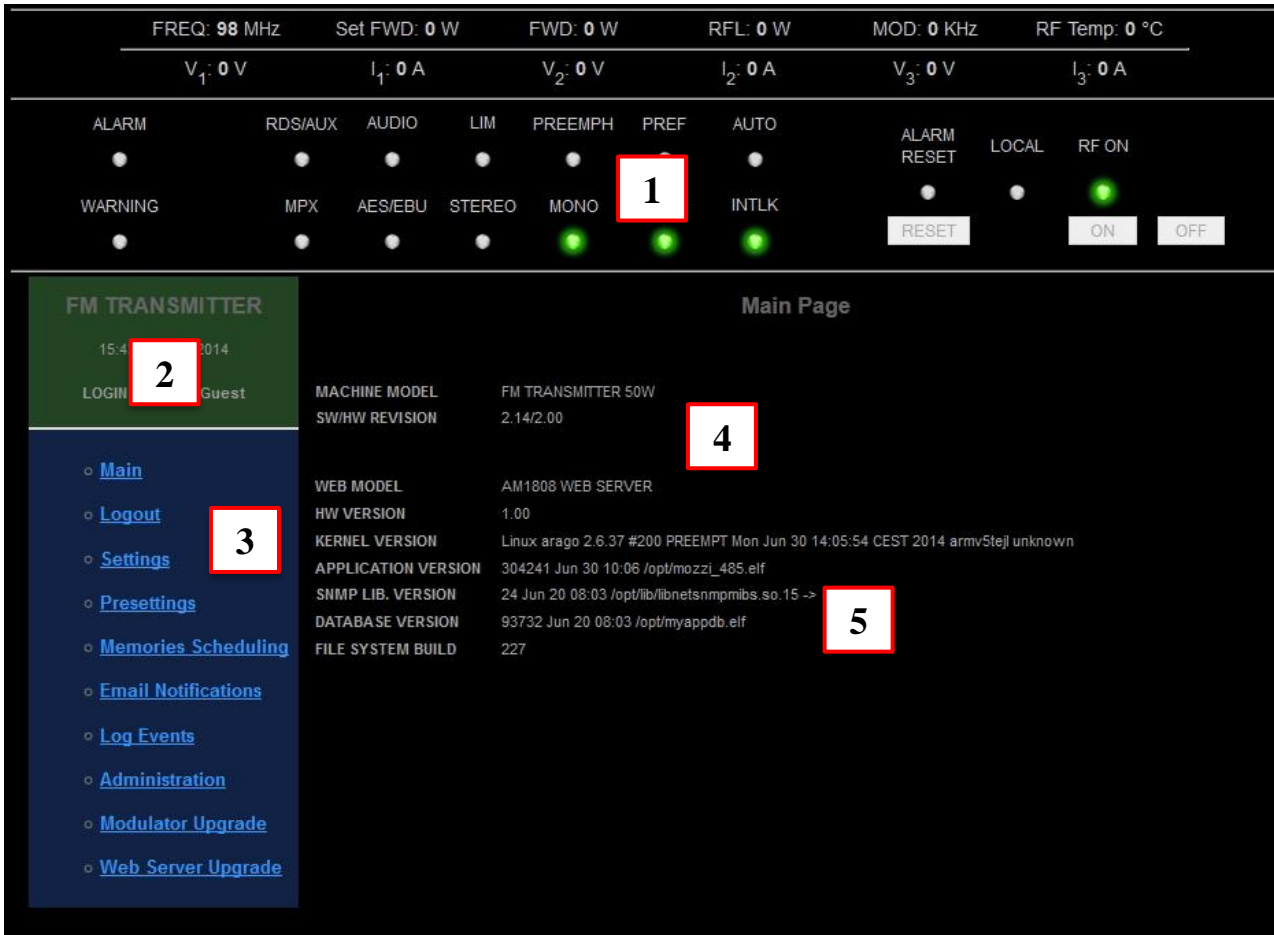 FREQ: 98 MHz Set FWD: 0 W FWD: 0 W RFL: 0 W MOD: 0 KHz RF Temp: 0 °C
V1: 0 V I1: 0 A V2: 0 V I2: 0 A V3: 0 V I3: 0 A
ALARM RDS/AUX AUDIO LIM PREEMPH PREF AUTO
ALARM RESET LOCAL RF ON
1
WARNING MPX AES/EBU STEREO MONO INTLK
RESET ON OFF
FM TRANSMITTER
15:4 2014
2
LOGIN Guest
Main
Logout
3
Settings
Presettings
Memories Scheduling
Email Notifications
Log Events
Administration
Modulator Upgrade
Web Server Upgrade
Main Page
MACHINE MODEL FM TRANSMITTER 50W
SW/HW REVISION 2.14/2.00
4
WEB MODEL AM1808 WEB SERVER
HW VERSION 1.00
KERNEL VERSION Linux arago 2.6.37 #200 PREEMPT Mon Jun 30 14:05:54 CEST 2014 armv5tejl unknown
APPLICATION VERSION 304241 Jun 30 10:06 /opt/mozzi_485.elf
SNMP LIB. VERSION 24 Jun 20 08:03 /opt/lib/libnetsnmpmibs.so.15 ->
DATABASE VERSION 93732 Jun 20 08:03 /opt/myappdb.elf
5
FILE SYSTEM BUILD 227